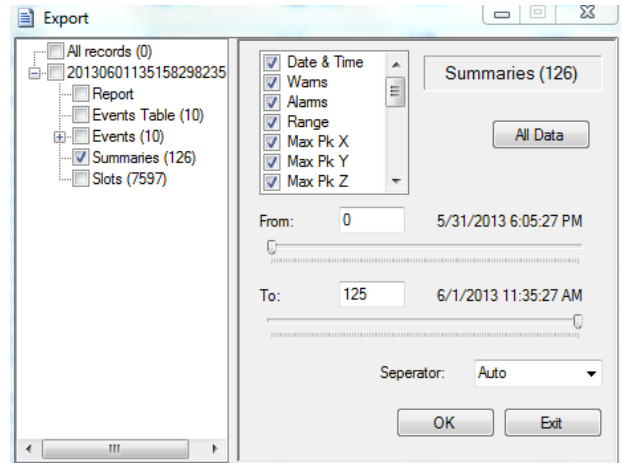 Export
All records (0)
20130601135158298235
Report
Events Table (10)
Events (10)
Summaries (126)
Slots (7597)
Date & Time
Warns
Alarms
Range
Max Pk X
Max Pk Y
Max Pk Z
Summaries (126)
All Data
From: 0 5/31/2013 6:05:27 PM
To: 125 6/1/2013 11:35:27 AM
Seperator: Auto
OK Exit